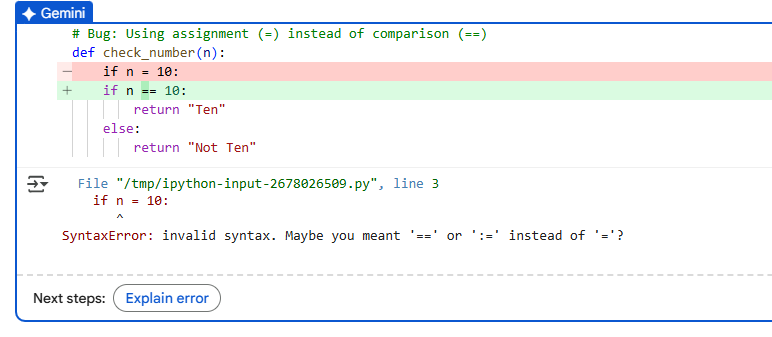 Gemini
# Bug: Using assignment (=) instead of comparison (==)
def check_number(n):
− if n = 10:
+ if n == 10:
return "Ten"
else:
return "Not Ten"
File "/tmp/ipython-input-2678026509.py", line 3
if n = 10:
^
SyntaxError: invalid syntax. Maybe you meant '==' or ':=' instead of '='?
Next steps: Explain error